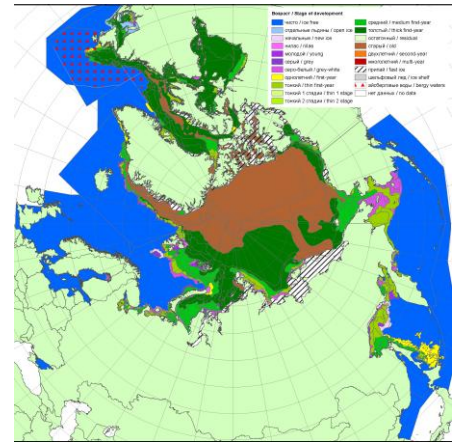 Возраст / Stage of development
чисто / ice free
отдельные льдины / open ice
начальные / new ice
нилас / nilas
молодой / young
серый / grey
серо-белый / grey-white
однолетний / first-year
тонкий / thin first-year
тонкий 1 стадии / thin 1 stage
тонкий 2 стадии / thin 2 stage
средний / medium first-year
толстый / thick first-year
остаточный / residual
старый / old
двухлетний / second-year
многолетний / multi-year
припай / fast ice
шельфовый лед / ice shelf
айсберговые воды / bergy waters
нет данных / no data